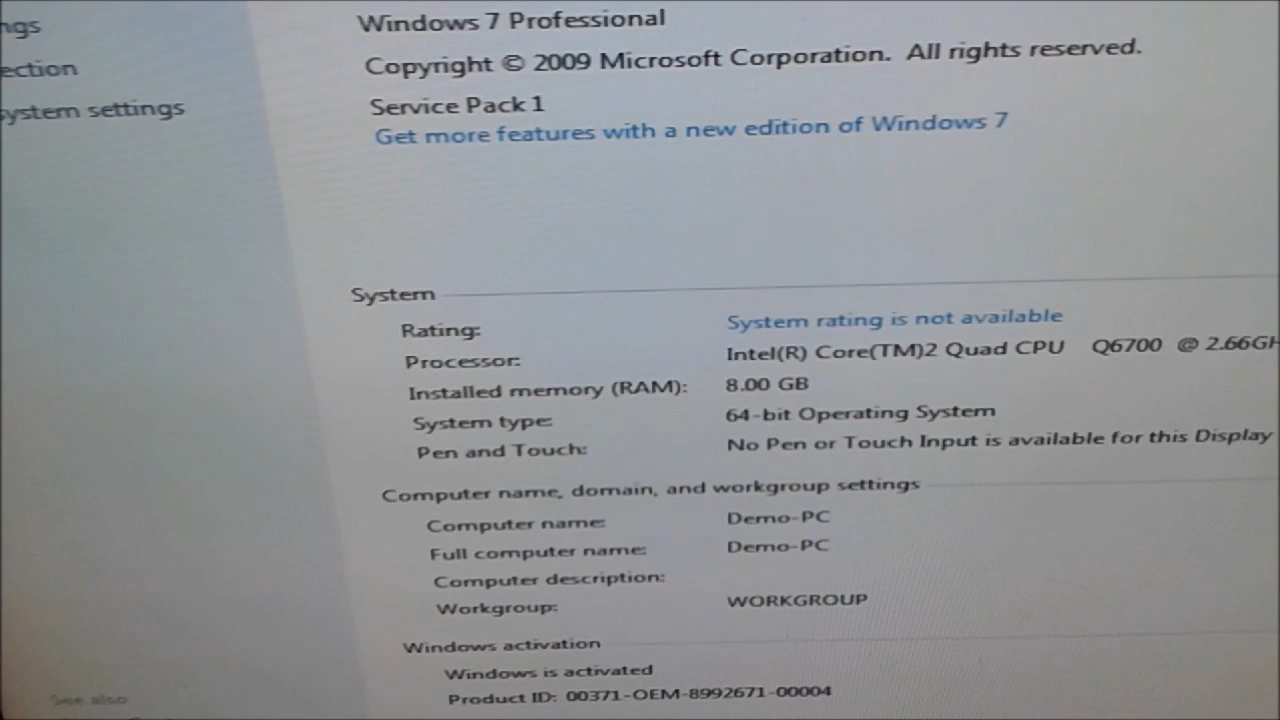 ngs
Windows 7 Professional
Copyright © 2009 Microsoft Corporation. All rights reserved.
ection
system settings
Service Pack 1
Get more features with a new edition of Windows 7
System
Rating: System rating is not available
Processor: Intel(R) Core(TM)2 Quad CPU Q6700 @ 2.66GH
Installed memory (RAM): 8.00 GB
System type: 64-bit Operating System
Pen and Touch: No Pen or Touch Input is available for this Display
Computer name, domain, and workgroup settings
Computer name: Demo-PC
Full computer name: Demo-PC
Computer description:
Workgroup: WORKGROUP
Windows activation
Windows is activated
Product ID: 00371-OEM-8992671-00004
See also